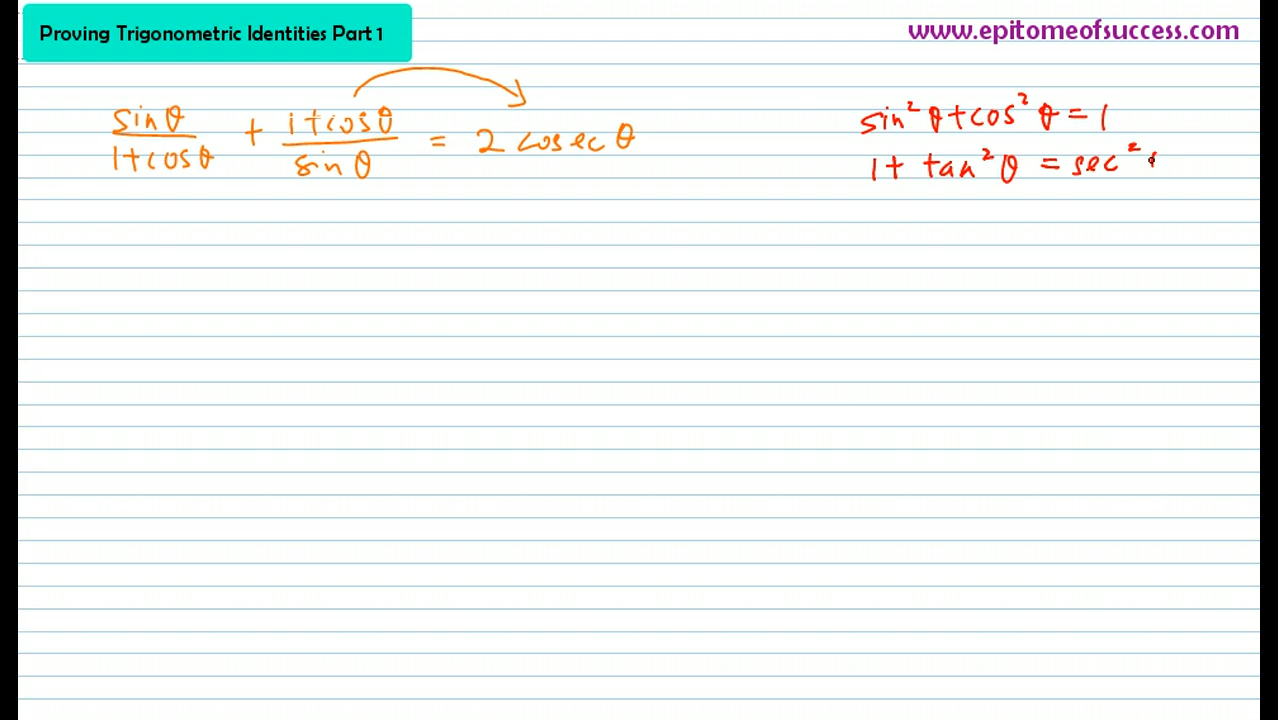 Proving Trigonometric Identities Part 1
www.epitomeofsuccess.com
sinθ/1+cosθ + 1+cosθ/sinθ = 2 cosec θ
sin²θ+cos²θ = 1
1+ tan²θ = sec²